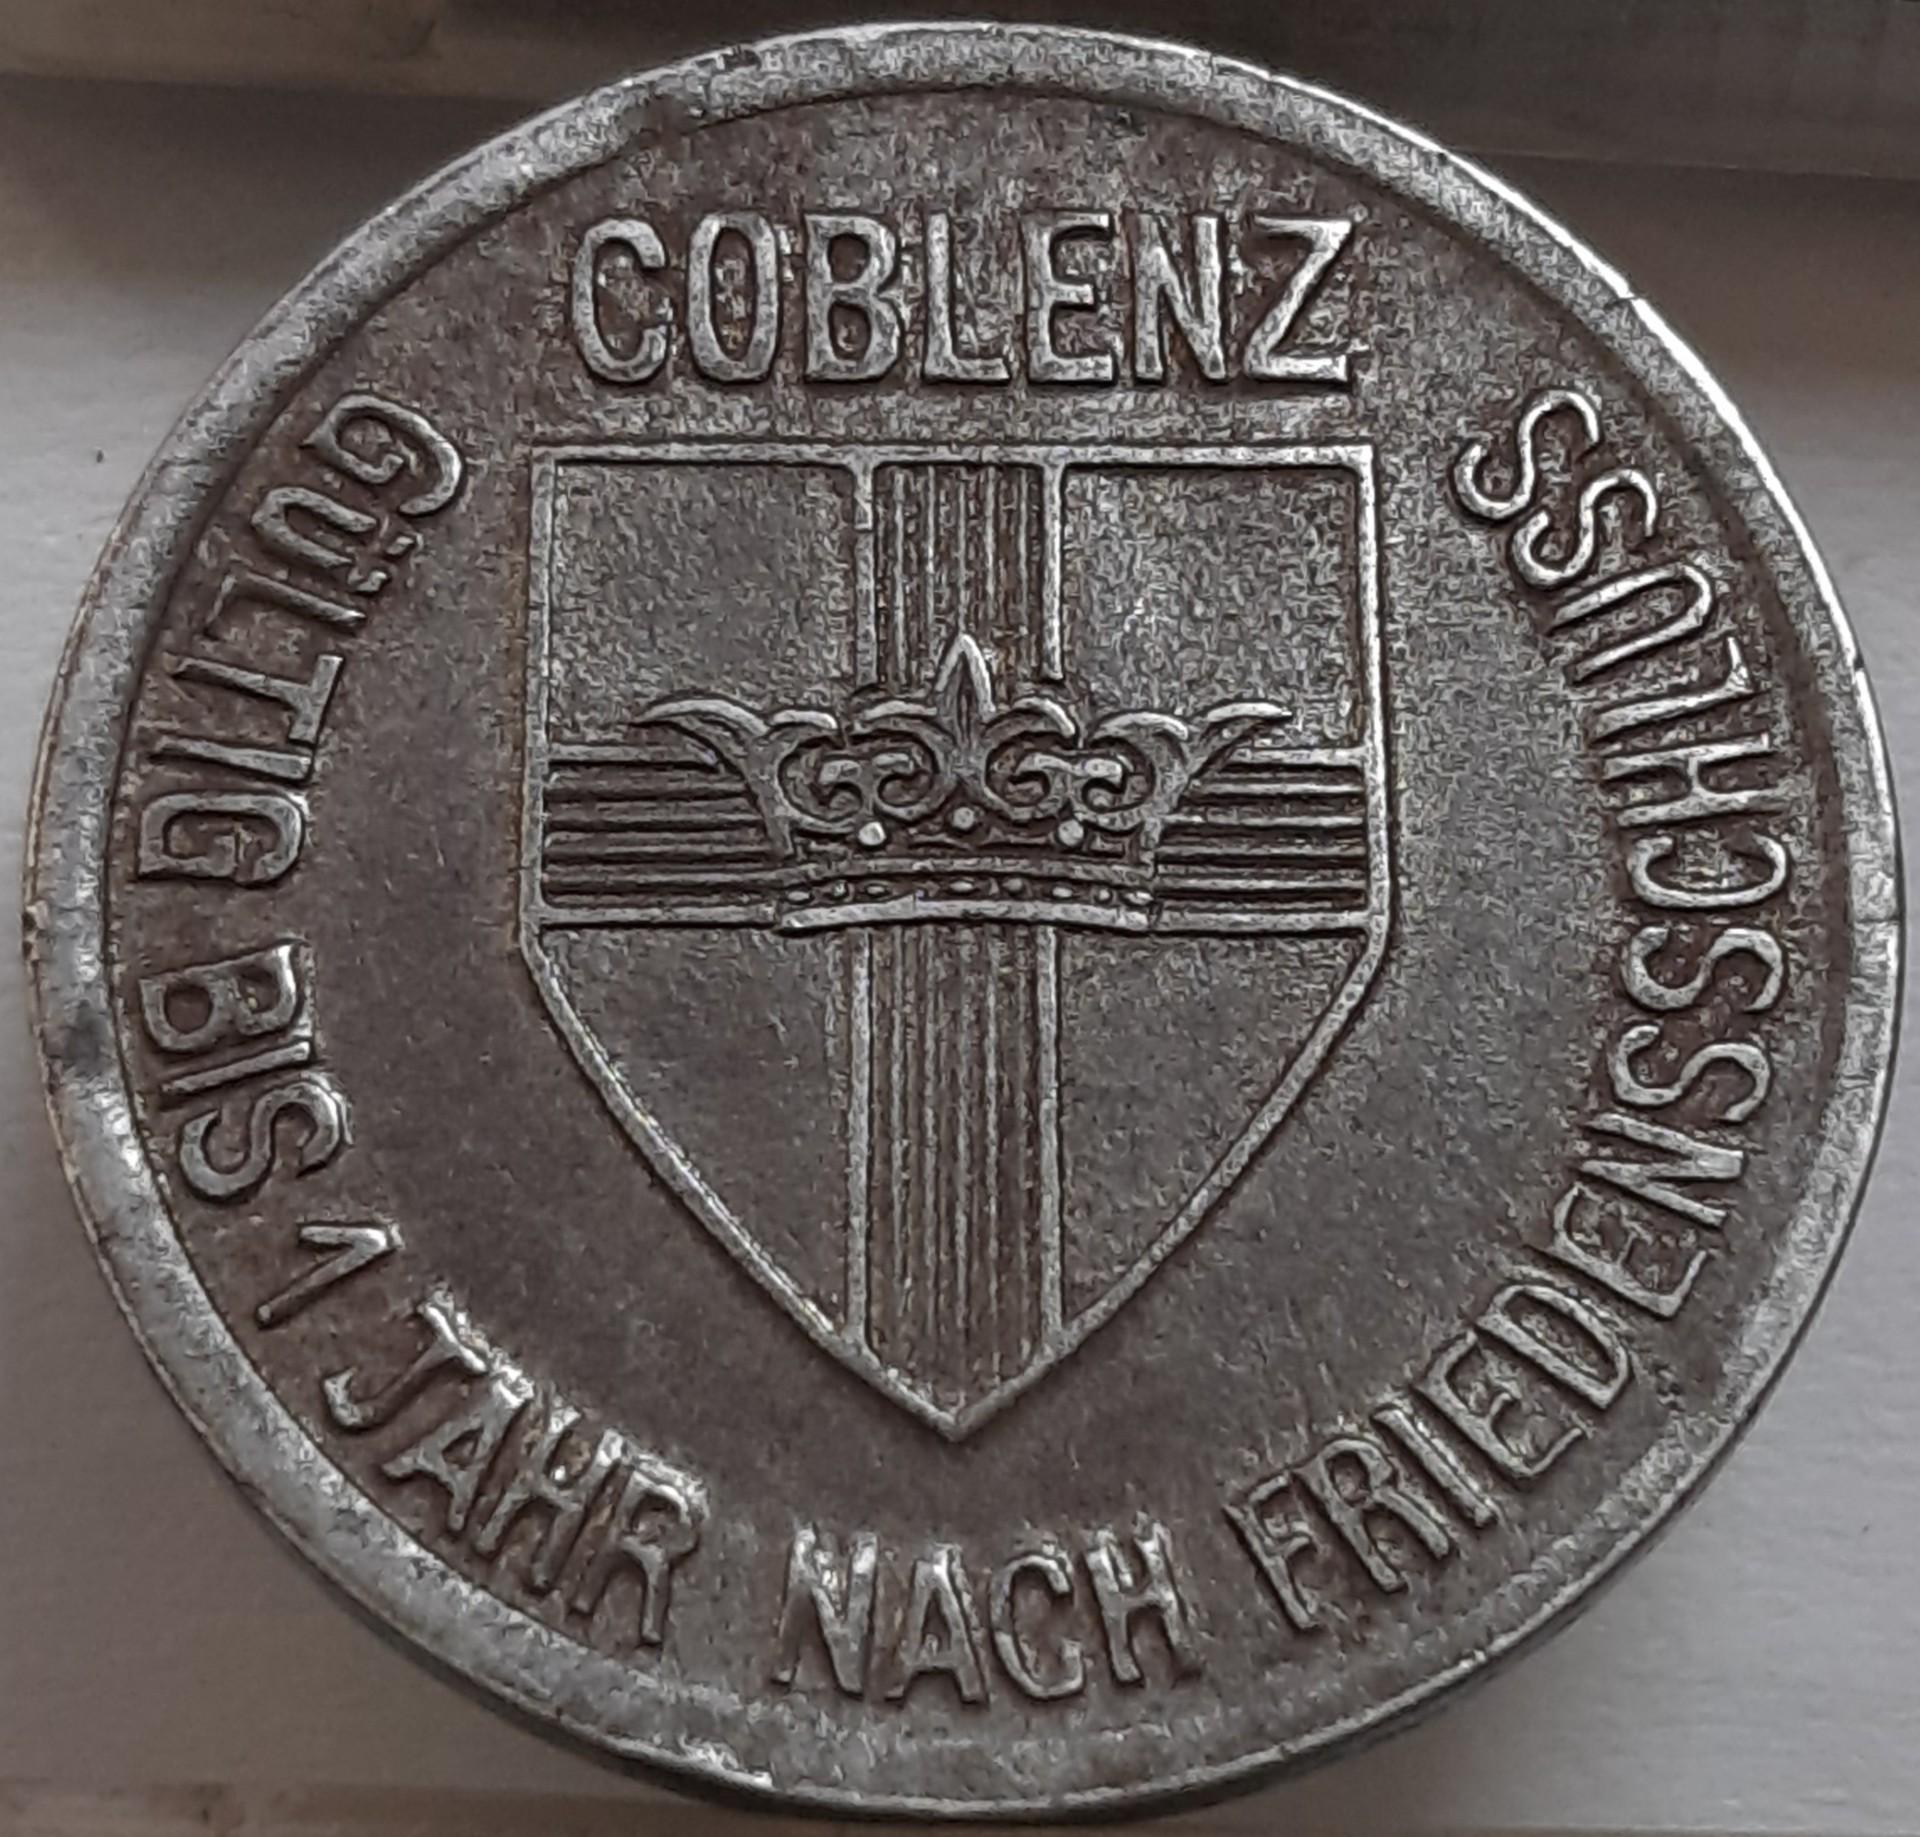 COBLENZ
GÜLTIG BIS 1 JAHR NACH FRIEDENSSCHLUSS